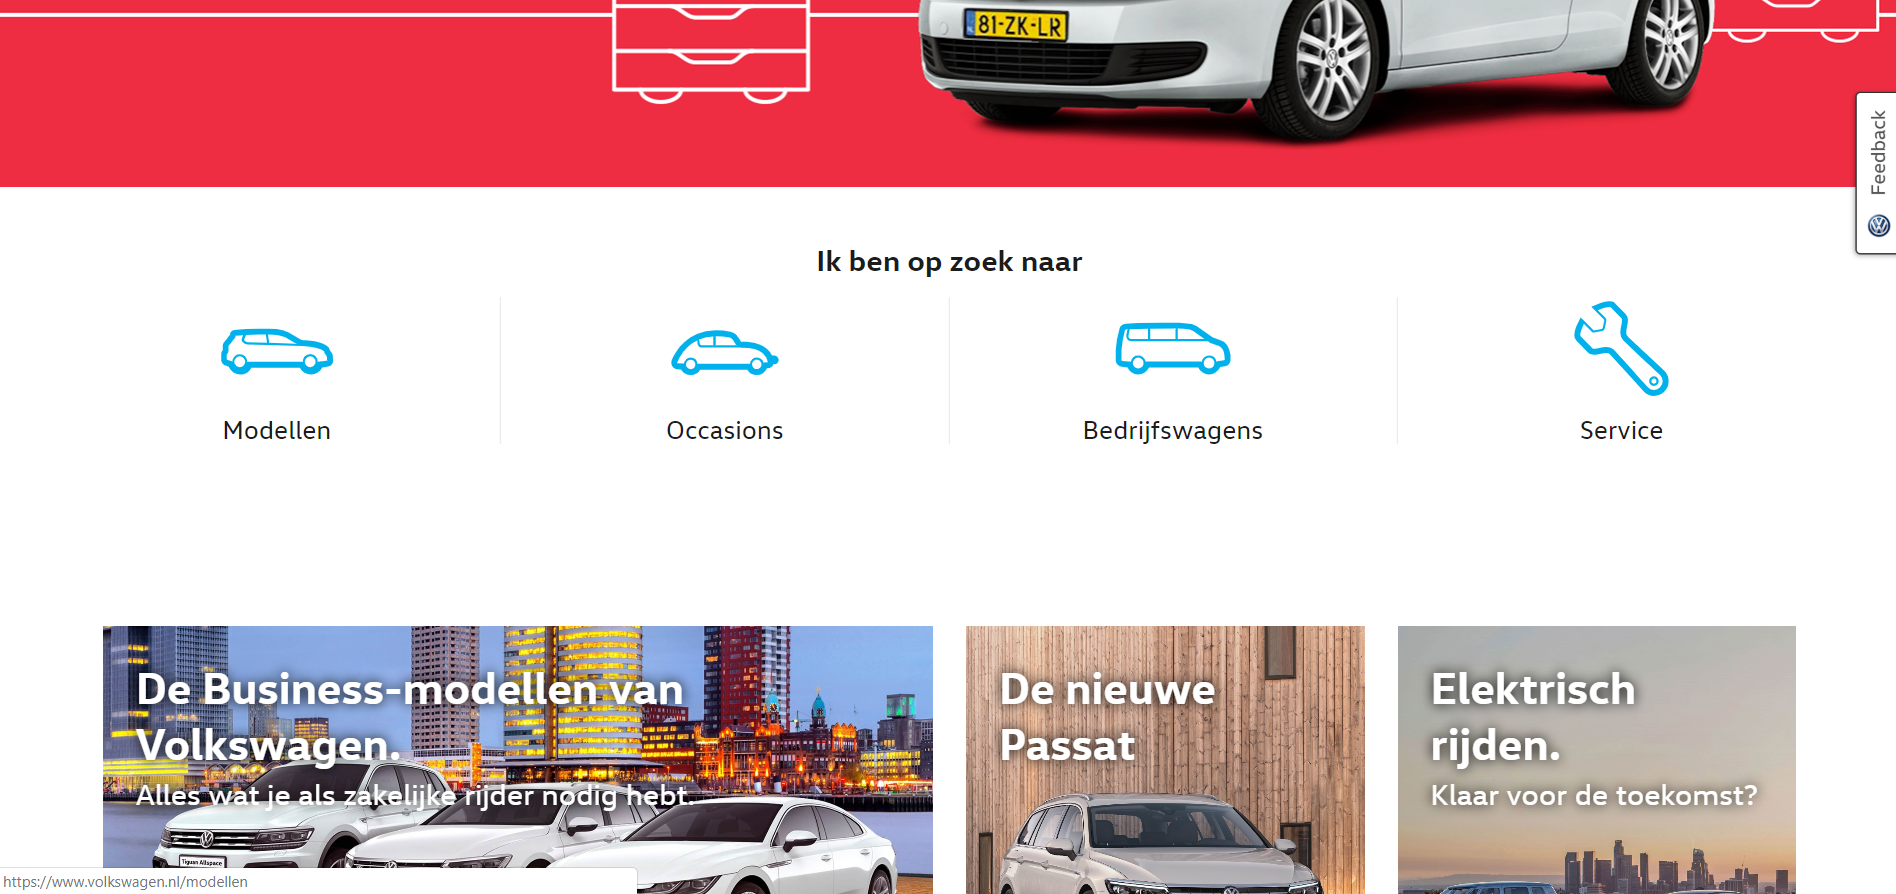 81-ZK-LR
Feedback
Ik ben op zoek naar
Modellen
Occasions
Bedrijfswagens
Service
De Business-modellen van
Volkswagen.
Alles wat je als zakelijke rijder nodig hebt.
Tiguan Allspace
De nieuwe
Passat
Elektrisch
rijden.
Klaar voor de toekomst?
https://www.volkswagen.nl/modellen